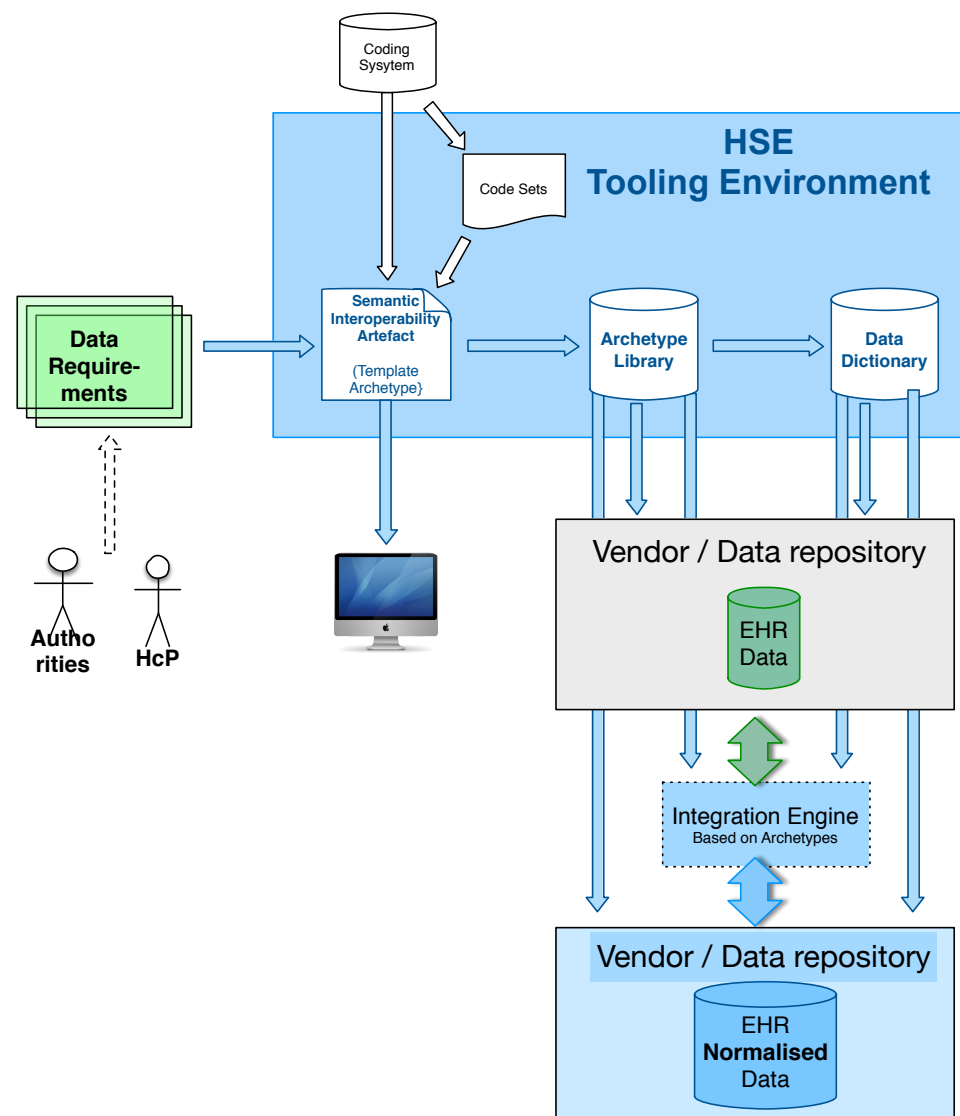 Coding
Sysytem
HSE
Tooling Environment
Code Sets
Semantic
Interoperability
Artefact
(Template
Archetype}
Archetype
Library
Data
Dictionary
Data
Require-
ments
Autho
rities
HcP
Vendor / Data repository
EHR
Data
Integration Engine
Based on Archetypes
Vendor / Data repository
EHR
Normalised
Data